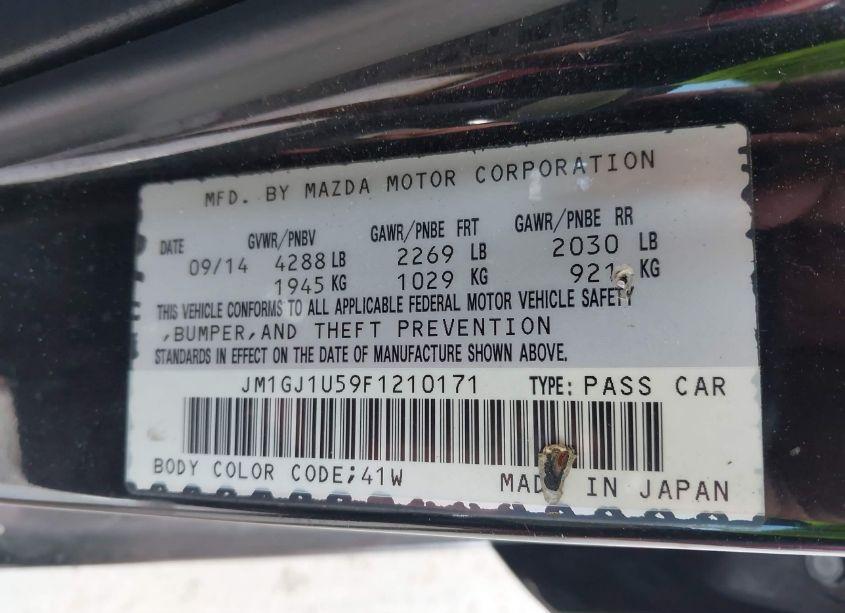 MFD. BY MAZDA MOTOR CORPORATION
DATE GVWR/PNBV GAWR/PNBE FRT GAWR/PNBE RR
09/14 4288 LB 2269 LB 2030 LB
1945 KG 1029 KG 921 KG
THIS VEHICLE CONFORMS TO ALL APPLICABLE FEDERAL MOTOR VEHICLE SAFETY
,BUMPER,AND THEFT PREVENTION
STANDARDS IN EFFECT ON THE DATE OF MANUFACTURE SHOWN ABOVE.
JM1GJ1U59F1210171 TYPE: PASS CAR
BODY COLOR CODE;41W MADE IN JAPAN